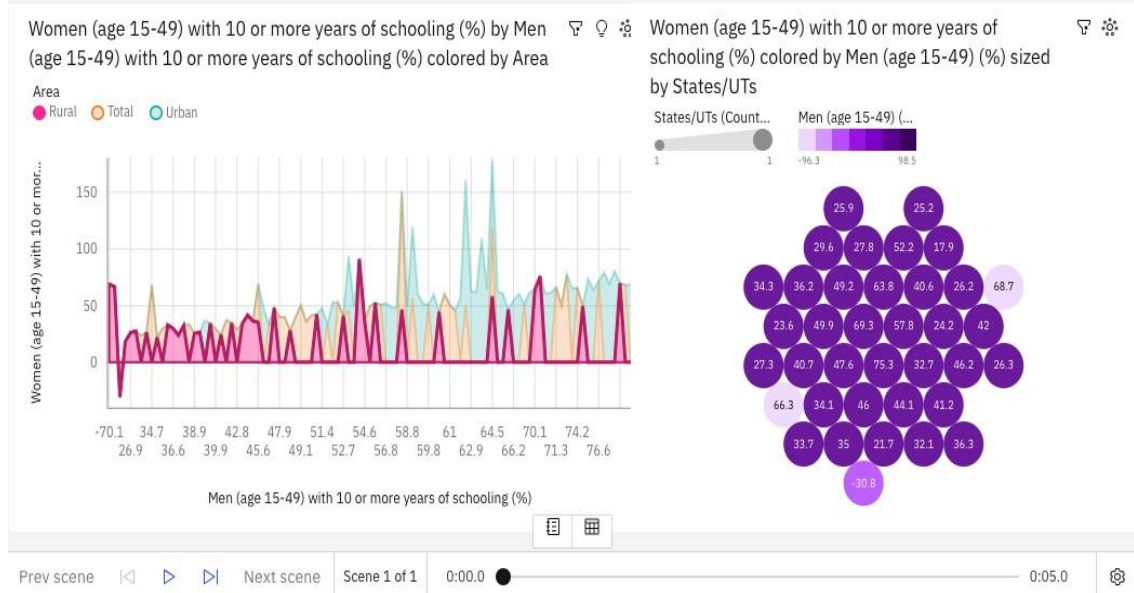 Women (age 15-49) with 10 or more years of schooling (%) by Men
(age 15-49) with 10 or more years of schooling (%) colored by Area
Area
Rural Total Urban
Women (age 15-49) with 10 or mor...
150
100
50
0
-70.1 34.7 38.9 42.8 47.9 51.4 54.6 58.8 61 64.5 70.1 74.2
26.9 36.6 39.9 45.6 49.1 52.7 56.8 59.8 62.9 66.2 71.3 76.6
Men (age 15-49) with 10 or more years of schooling (%)
Women (age 15-49) with 10 or more years of
schooling (%) colored by Men (age 15-49) (%) sized
by States/UTs
States/UTs (Count... Men (age 15-49) (...
1 1 -96.3 98.5
25.9 25.2
29.6 27.8 52.2 17.9
34.3 36.2 49.2 63.8 40.6 26.2 68.7
23.6 49.9 69.3 57.8 24.2 42
27.3 40.7 47.6 75.3 32.7 46.2 26.3
66.3 34.1 46 44.1 41.2
33.7 35 21.7 32.1 36.3
-30.8
Prev scene Next scene Scene 1 of 1 0:00.0 0:05.0